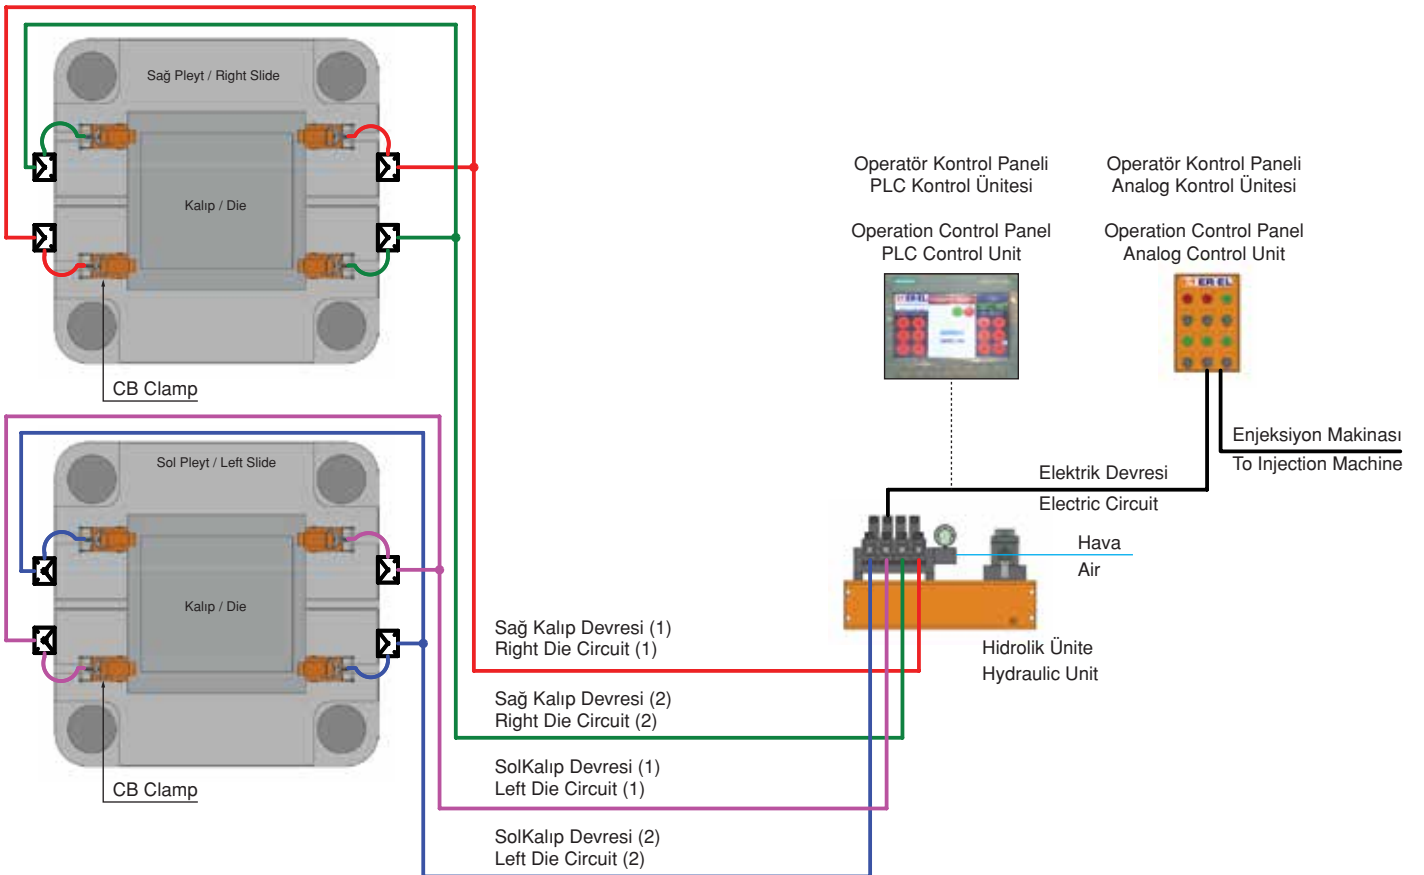 Sağ Pleyt / Right Slide
Kalıp / Die
CB Clamp
Sol Pleyt / Left Slide
Kalıp / Die
CB Clamp
Operatör Kontrol Paneli
PLC Kontrol Ünitesi
Operation Control Panel
PLC Control Unit
Operatör Kontrol Paneli
Analog Kontrol Ünitesi
Operation Control Panel
Analog Control Unit
ER-EL
ER-EL
Enjeksiyon Makinası
To Injection Machine
Elektrik Devresi
Electric Circuit
Hava
Air
Hidrolik Ünite
Hydraulic Unit
Sağ Kalıp Devresi (1)
Right Die Circuit (1)
Sağ Kalıp Devresi (2)
Right Die Circuit (2)
SolKalıp Devresi (1)
Left Die Circuit (1)
SolKalıp Devresi (2)
Left Die Circuit (2)